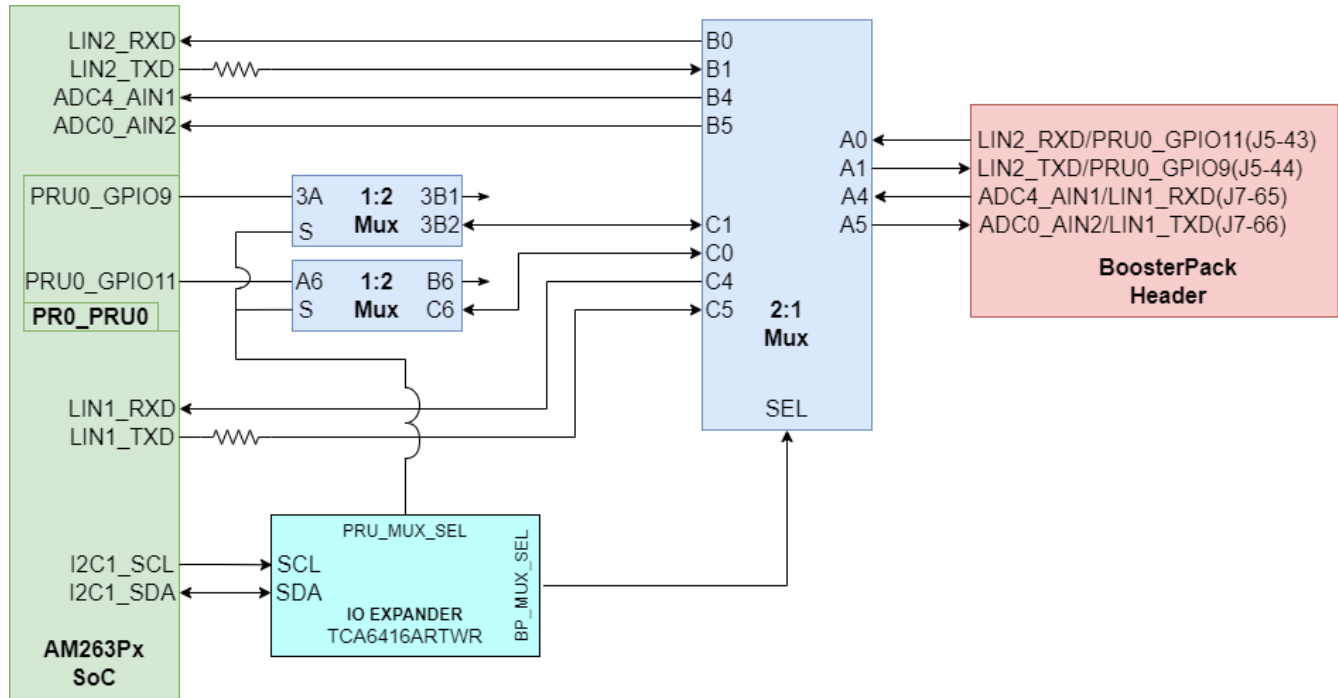 LIN2_RXD
LIN2_TXD
ADC4_AIN1
ADC0_AIN2
PRU0_GPIO9
PRU0_GPIO11
PR0_PRU0
LIN1_RXD
LIN1_TXD
I2C1_SCL
I2C1_SDA
AM263Px
SoC
3A 1:2 3B1
S Mux 3B2
A6 1:2 B6
S Mux C6
PRU_MUX_SEL
SCL
SDA
IO EXPANDER
TCA6416ARTWR
BP_MUX_SEL
B0
B1
B4
B5
A0
A1
A4
A5
C1
C0
C4
C5
2:1
Mux
SEL
LIN2_RXD/PRU0_GPIO11(J5-43)
LIN2_TXD/PRU0_GPIO9(J5-44)
ADC4_AIN1/LIN1_RXD(J7-65)
ADC0_AIN2/LIN1_TXD(J7-66)
BoosterPack
Header